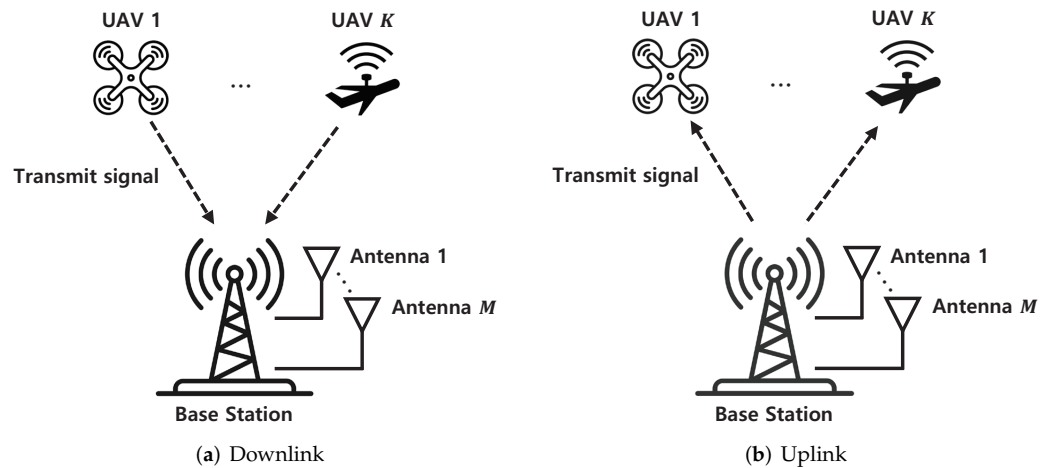 UAV 1
...
UAV K
Transmit signal
Antenna 1
Antenna M
Base Station
(a) Downlink
UAV 1
...
UAV K
Transmit signal
Antenna 1
Antenna M
Base Station
(b) Uplink